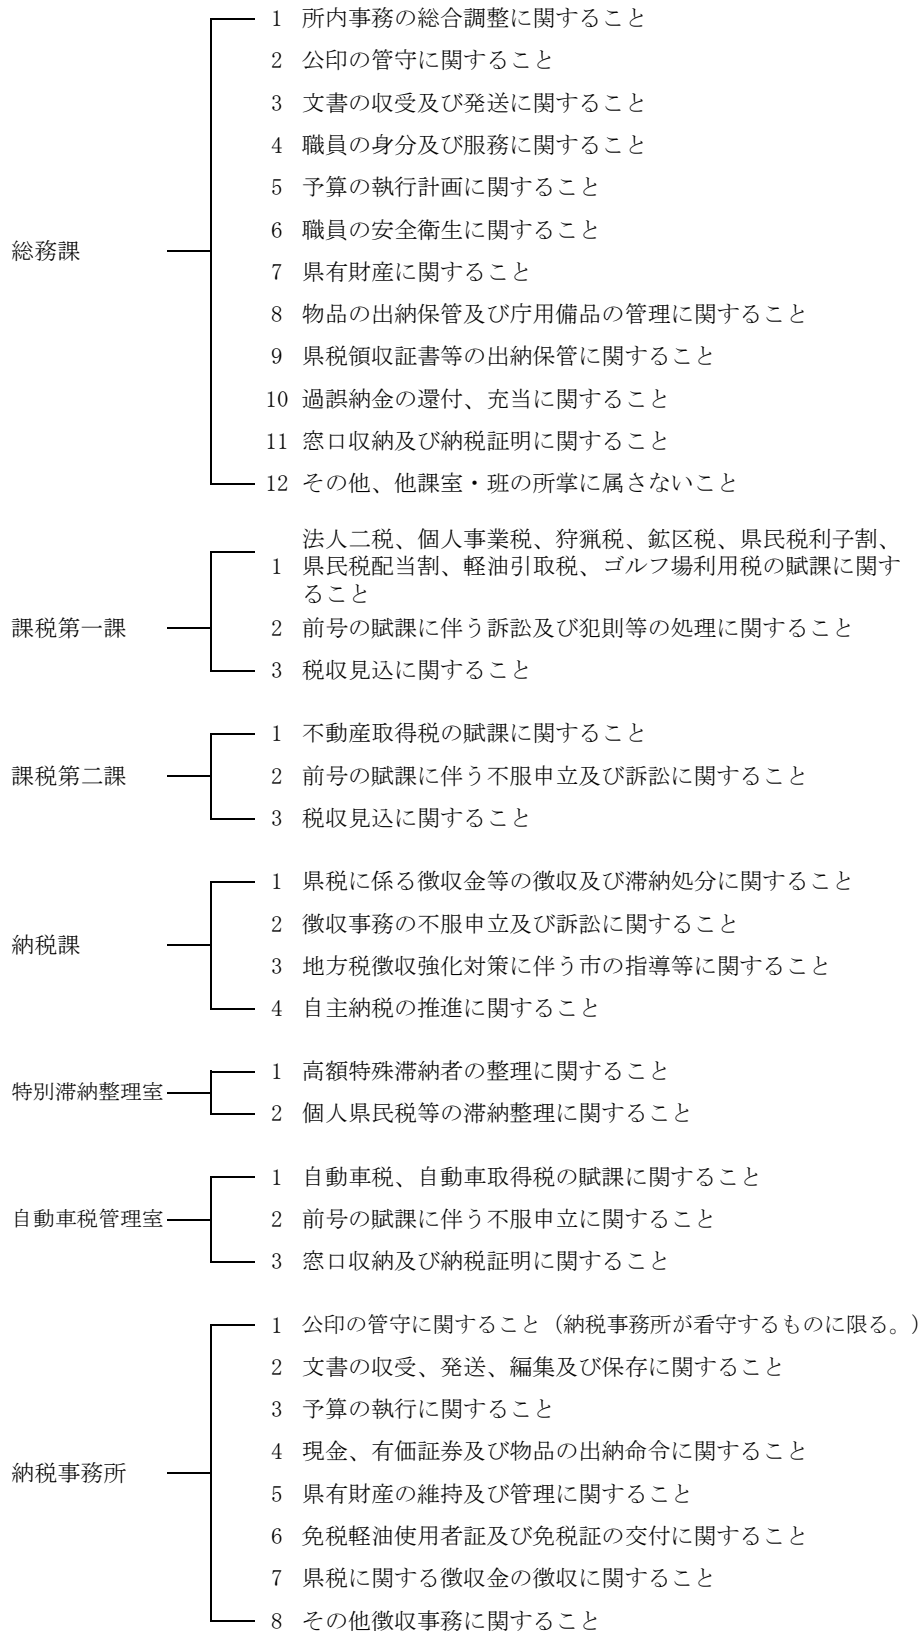 総務課
1 所内事務の総合調整に関すること
2 公印の管守に関すること
3 文書の収受及び発送に関すること
4 職員の身分及び服務に関すること
5 予算の執行計画に関すること
6 職員の安全衛生に関すること
7 県有財産に関すること
8 物品の出納保管及び庁用備品の管理に関すること
9 県税領収証書等の出納保管に関すること
10 過誤納金の還付、充当に関すること
11 窓口収納及び納税証明に関すること
12 その他、他課室・班の所掌に属さないこと
課税第一課
法人二税、個人事業税、狩猟税、鉱区税、県民税利子割、
1 県民税配当割、軽油引取税、ゴルフ場利用税の賦課に関す
ること
2 前号の賦課に伴う訴訟及び犯則等の処理に関すること
3 税収見込に関すること
課税第二課
1 不動産取得税の賦課に関すること
2 前号の賦課に伴う不服申立及び訴訟に関すること
3 税収見込に関すること
納税課
1 県税に係る徴収金等の徴収及び滞納処分に関すること
2 徴収事務の不服申立及び訴訟に関すること
3 地方税徴収強化対策に伴う市の指導等に関すること
4 自主納税の推進に関すること
特別滞納整理室
1 高額特殊滞納者の整理に関すること
2 個人県民税等の滞納整理に関すること
自動車税管理室
1 自動車税、自動車取得税の賦課に関すること
2 前号の賦課に伴う不服申立に関すること
3 窓口収納及び納税証明に関すること
納税事務所
1 公印の管守に関すること（納税事務所が看守するものに限る。）
2 文書の収受、発送、編集及び保存に関すること
3 予算の執行に関すること
4 現金、有価証券及び物品の出納命令に関すること
5 県有財産の維持及び管理に関すること
6 免税軽油使用者証及び免税証の交付に関すること
7 県税に関する徴収金の徴収に関すること
8 その他徴収事務に関すること